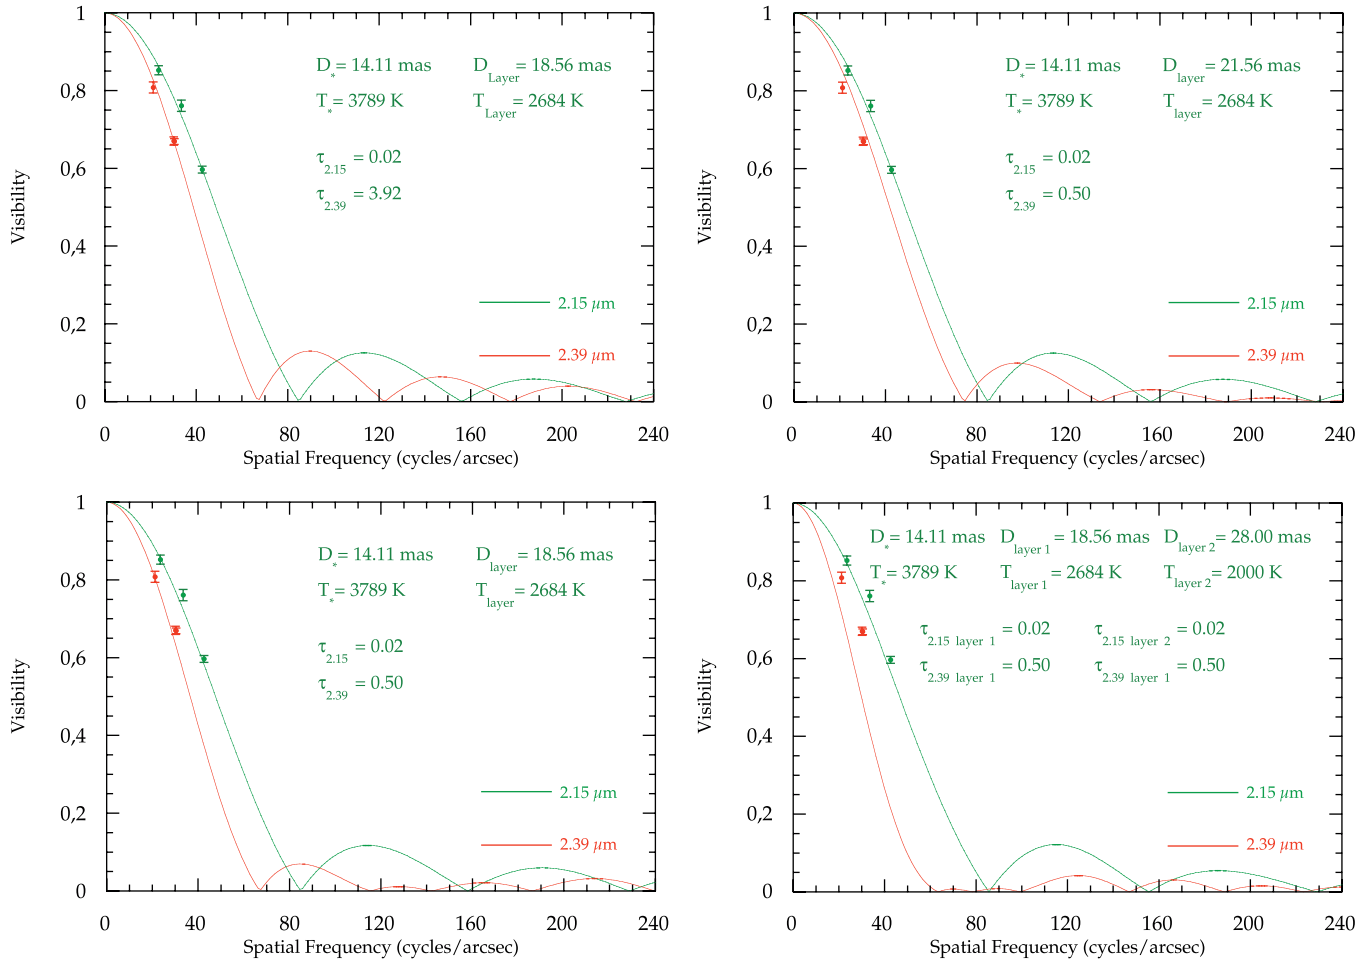 1
0,8
0,6
0,4
0,2
0
Visibility
D* = 14.11 mas D Layer = 18.56 mas
T* = 3789 K T Layer = 2684 K
τ 2.15 = 0.02
τ 2.39 = 3.92
2.15 μm
2.39 μm
0 40 80 120 160 200 240
Spatial Frequency (cycles/arcsec)
1
0,8
0,6
0,4
0,2
0
Visibility
D* = 14.11 mas D layer = 21.56 mas
T* = 3789 K T layer = 2684 K
τ 2.15 = 0.02
τ 2.39 = 0.50
2.15 μm
2.39 μm
0 40 80 120 160 200 240
Spatial Frequency (cycles/arcsec)
1
0,8
0,6
0,4
0,2
0
Visibility
D* = 14.11 mas D layer = 18.56 mas
T* = 3789 K T layer = 2684 K
τ 2.15 = 0.02
τ 2.39 = 0.50
2.15 μm
2.39 μm
0 40 80 120 160 200 240
Spatial Frequency (cycles/arcsec)
1
0,8
0,6
0,4
0,2
0
Visibility
D* = 14.11 mas D layer 1 = 18.56 mas D layer 2 = 28.00 mas
T* = 3789 K T layer 1 = 2684 K T layer 2 = 2000 K
τ 2.15 layer 1 = 0.02 τ 2.15 layer 2 = 0.02
τ 2.39 layer 1 = 0.50 τ 2.39 layer 1 = 0.50
2.15 μm
2.39 μm
0 40 80 120 160 200 240
Spatial Frequency (cycles/arcsec)